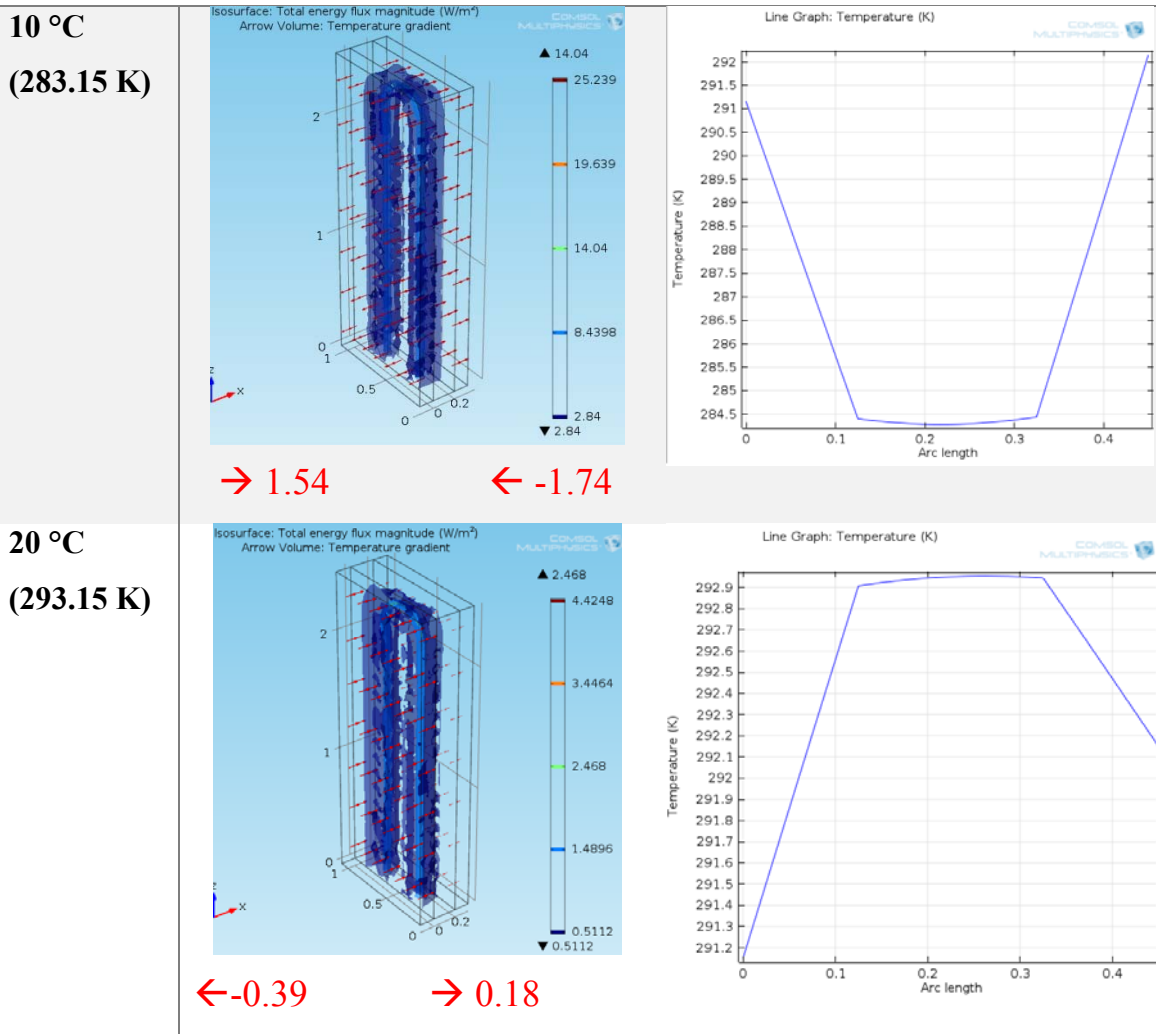 10 °C
(283.15 K)
Isosurface: Total energy flux magnitude (W/m²)
Arrow Volume: Temperature gradient
COMSOL
MULTIPHYSICS
▲ 14.04
25.239
19.639
14.04
8.4398
2.84
▼ 2.84
2
1
0
1
0.5
0
0
0.2
z
x
→ 1.54 ← -1.74
Line Graph: Temperature (K)
COMSOL
MULTIPHYSICS
Temperature (K)
292
291.5
291
290.5
290
289.5
289
288.5
288
287.5
287
286.5
286
285.5
285
284.5
0 0.1 0.2 0.3 0.4
Arc length
20 °C
(293.15 K)
Isosurface: Total energy flux magnitude (W/m²)
Arrow Volume: Temperature gradient
COMSOL
MULTIPHYSICS
▲ 2.468
4.4248
3.4464
2.468
1.4896
0.5112
▼ 0.5112
2
1
0
1
0.5
0
0
0.2
z
x
←-0.39 → 0.18
Line Graph: Temperature (K)
COMSOL
MULTIPHYSICS
Temperature (K)
292.9
292.8
292.7
292.6
292.5
292.4
292.3
292.2
292.1
292
291.9
291.8
291.7
291.6
291.5
291.4
291.3
291.2
0 0.1 0.2 0.3 0.4
Arc length